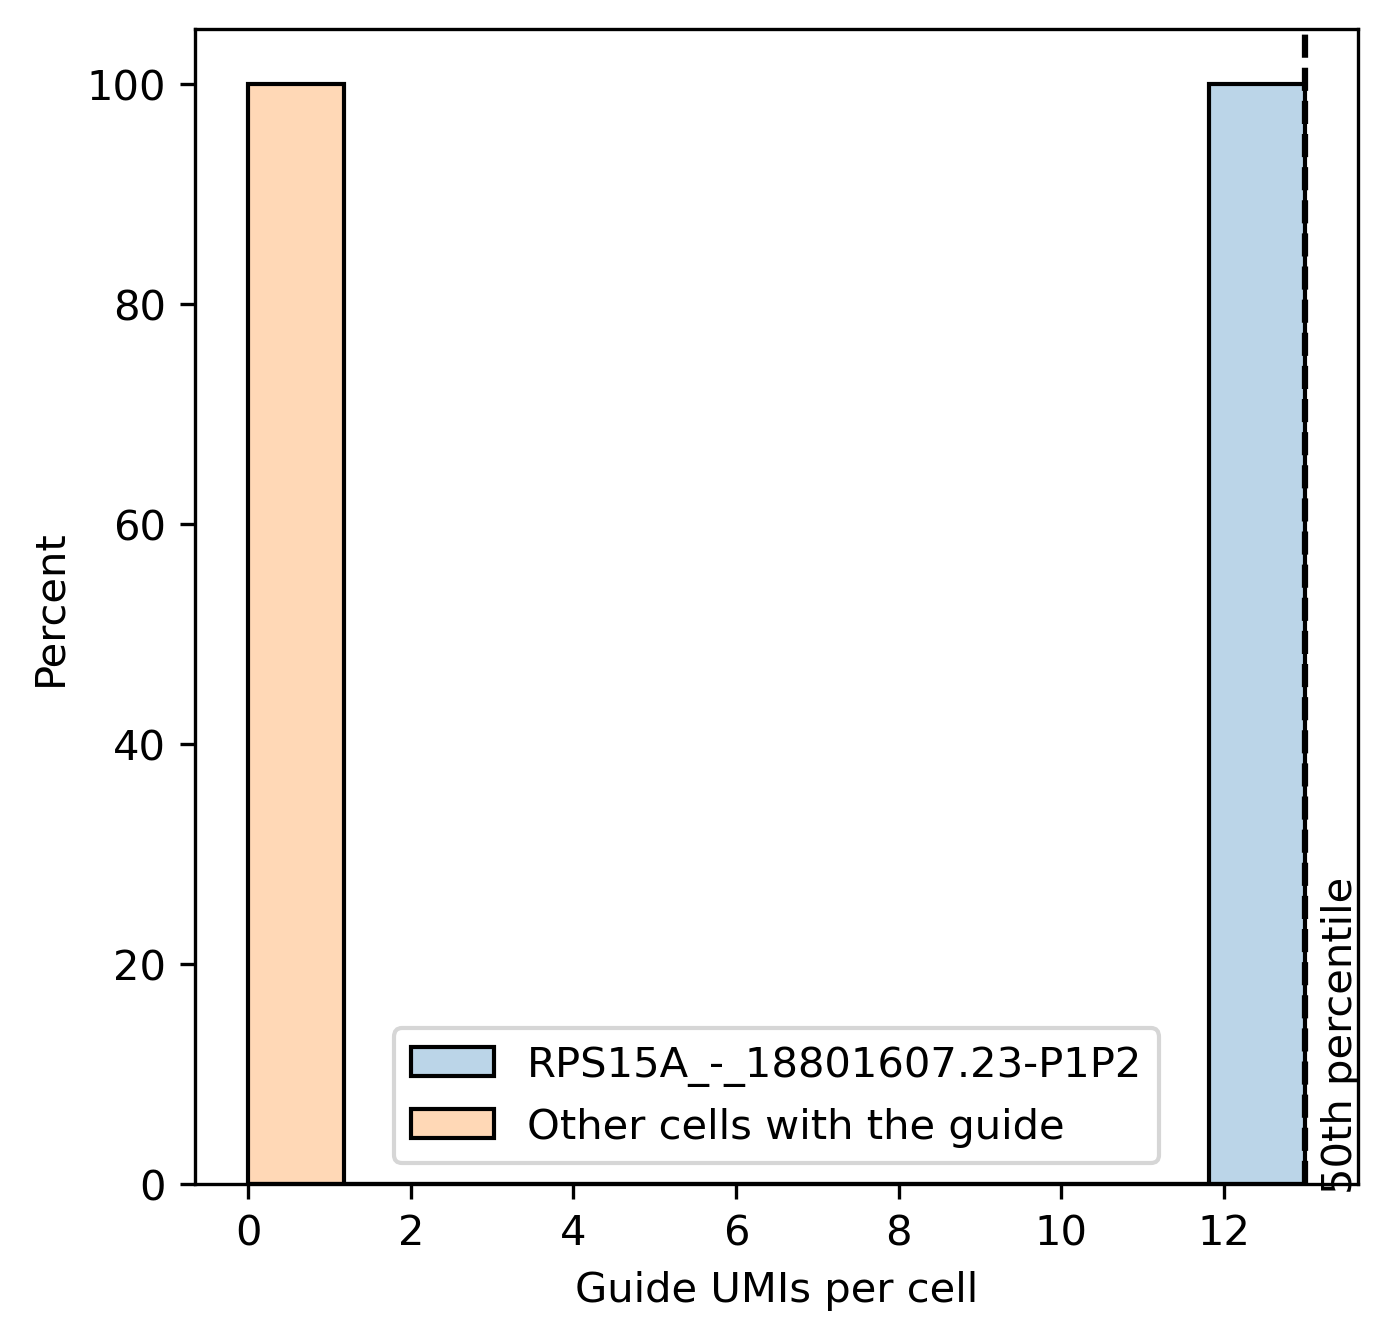 100
80
60
40
20
0
Percent
RPS15A_-_18801607.23-P1P2
Other cells with the guide
50th percentile
0 2 4 6 8 10 12
Guide UMIs per cell